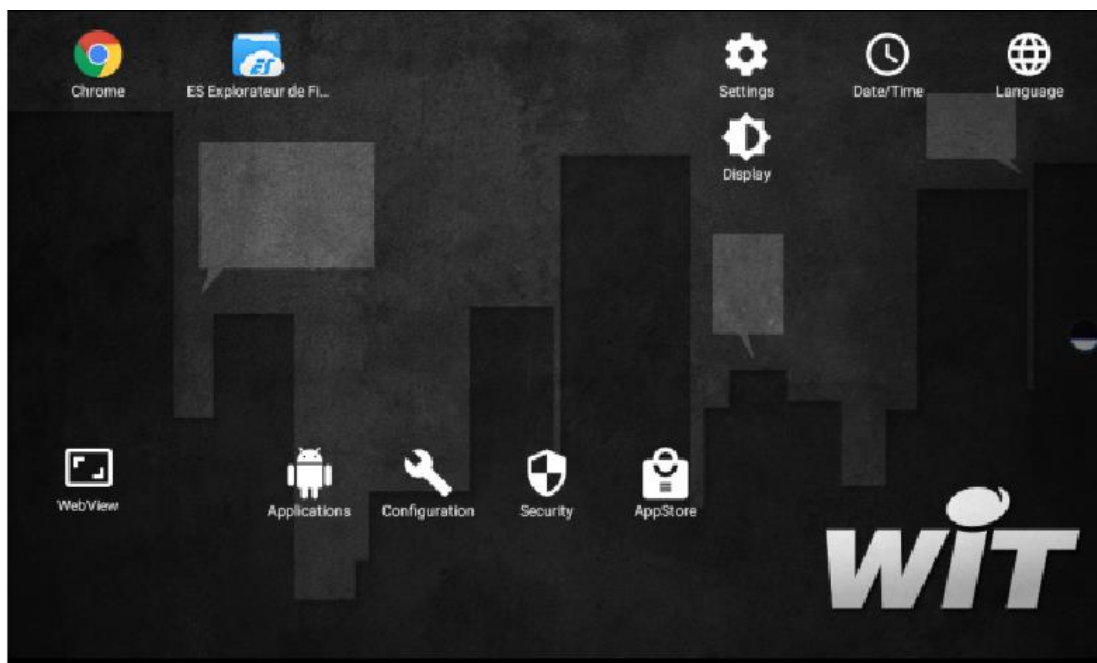 Chrome
ES Explorateur de Fi...
Settings
Date/Time
Language
Display
WebView
Applications
Configuration
Security
AppStore
WiT